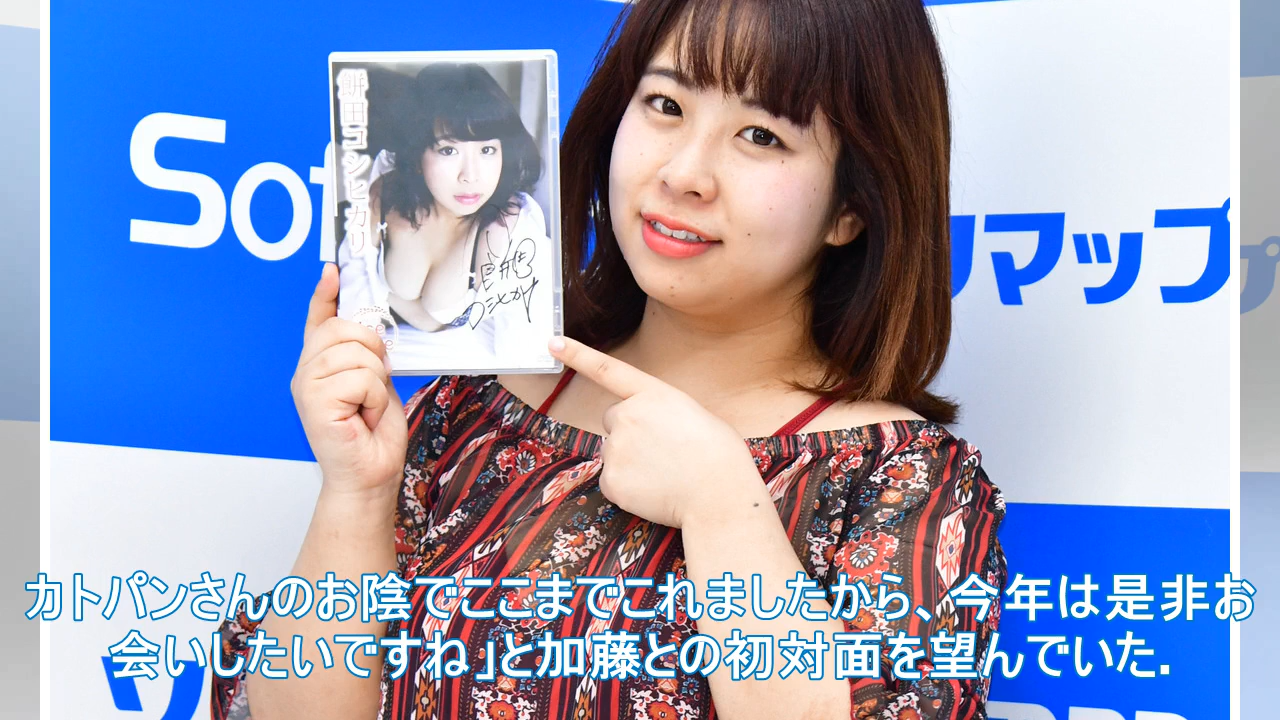 Sof
ソマップ
餅田コシヒカリ
カトパンさんのお陰でここまでこれましたから、今年は是非お
会いしたいですね」と加藤との初対面を望んでいた.